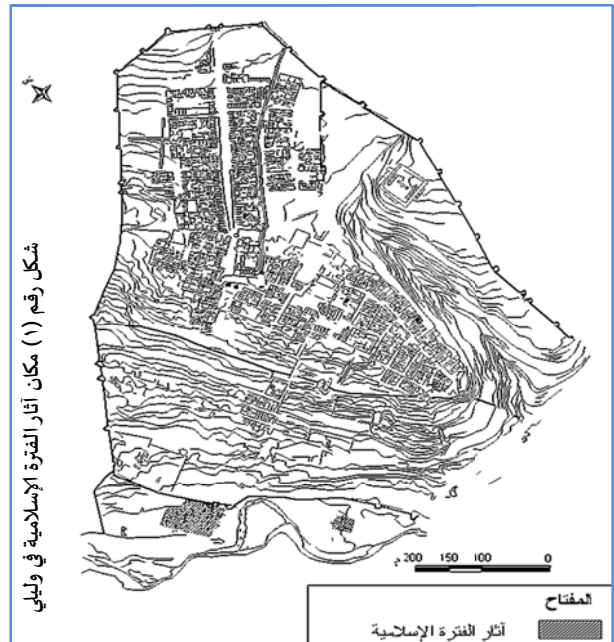 شكل رقم (١) مكان آثار الفترة الإسلامية في وليلي
200 150 100 0 م
المفتاح
آثار الفترة الإسلامية